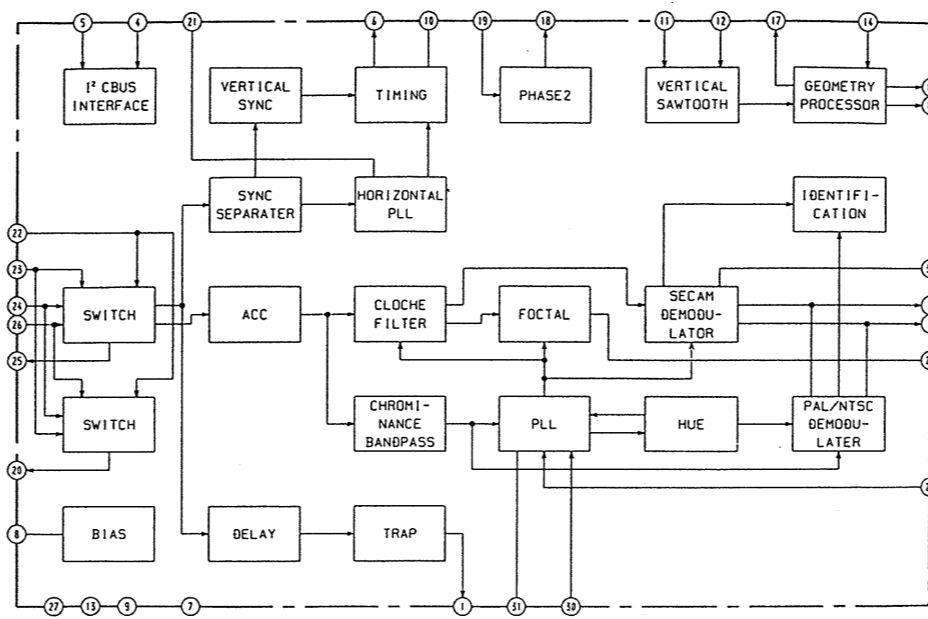 5 4 21 6 10 19 18 11 12 17 14
I² CBUS
INTERFACE
VERTICAL
SYNC
TIMING
PHASE2
VERTICAL
SAWTOOTH
GEOMETRY
PROCESSOR
SYNC
SEPARATER
HORIZONTAL
PLL
IDENTIFI-
CATION
22
23
24
26
25
SWITCH
ACC
CLOCHE
FILTER
FOCTAL
SECAM
DEMODU-
LATOR
SWITCH
CHROMI-
NANCE
BANDPASS
PLL
HUE
PAL/NTSC
DEMODU-
LATER
20
8
BIAS
DELAY
TRAP
27 13 9 7 1 51 50